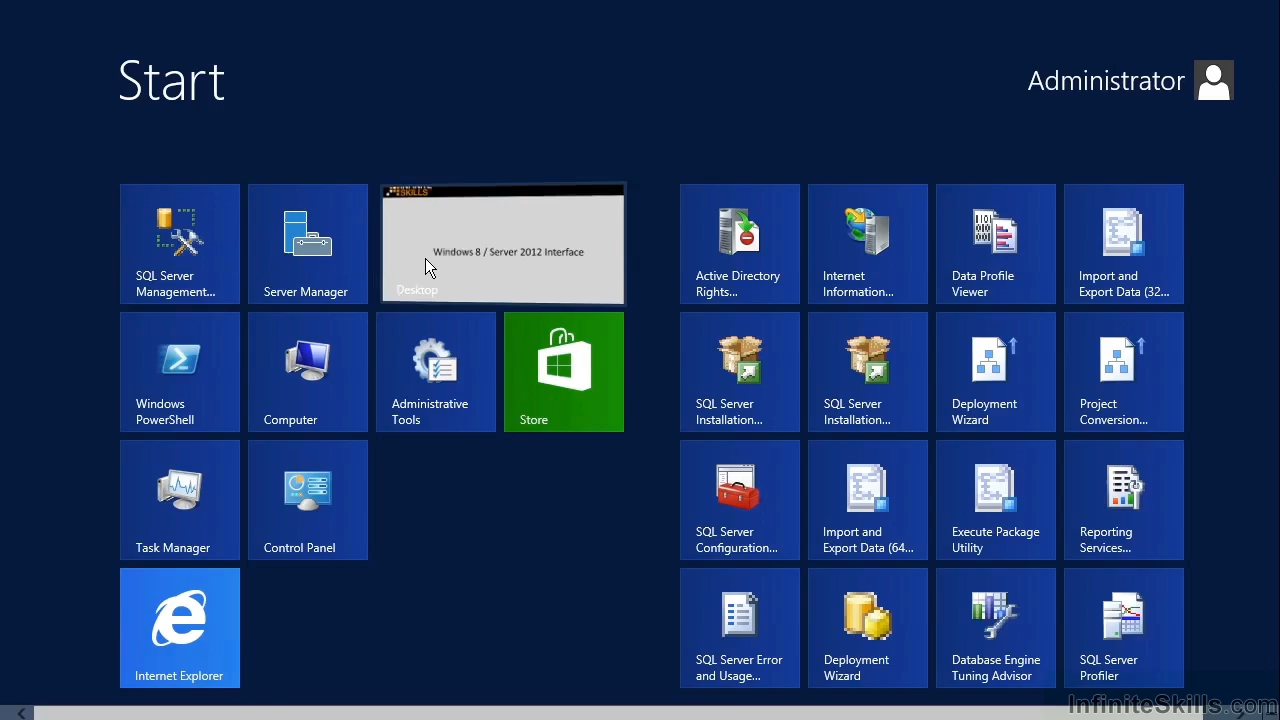 Start
Administrator
SQL Server
Management...
Server Manager
INFINITE
SKILLS
Windows 8 / Server 2012 Interface
Desktop
Active Directory
Rights...
Internet
Information...
Data Profile
Viewer
Import and
Export Data (32...
Windows
PowerShell
Computer
Administrative
Tools
Store
SQL Server
Installation...
SQL Server
Installation...
Deployment
Wizard
Project
Conversion...
Task Manager
Control Panel
SQL Server
Configuration...
Import and
Export Data (64...
Execute Package
Utility
Reporting
Services...
Internet Explorer
SQL Server Error
and Usage...
Deployment
Wizard
Database Engine
Tuning Advisor
SQL Server
Profiler
InfiniteSkills.com